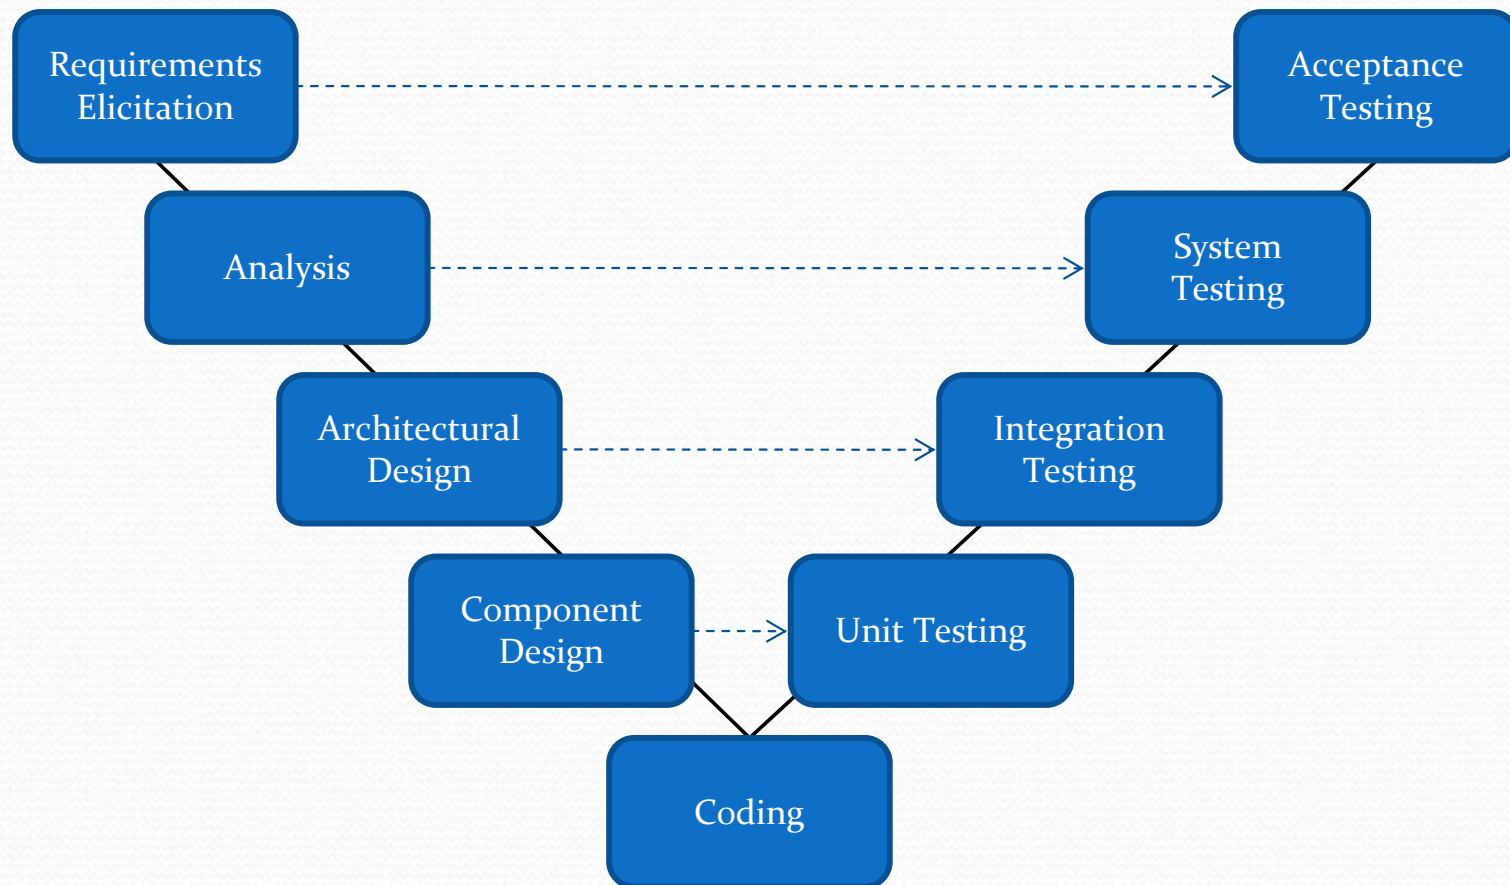 Requirements
Elicitation
Acceptance
Testing
Analysis
System
Testing
Architectural
Design
Integration
Testing
Component
Design
Unit Testing
Coding